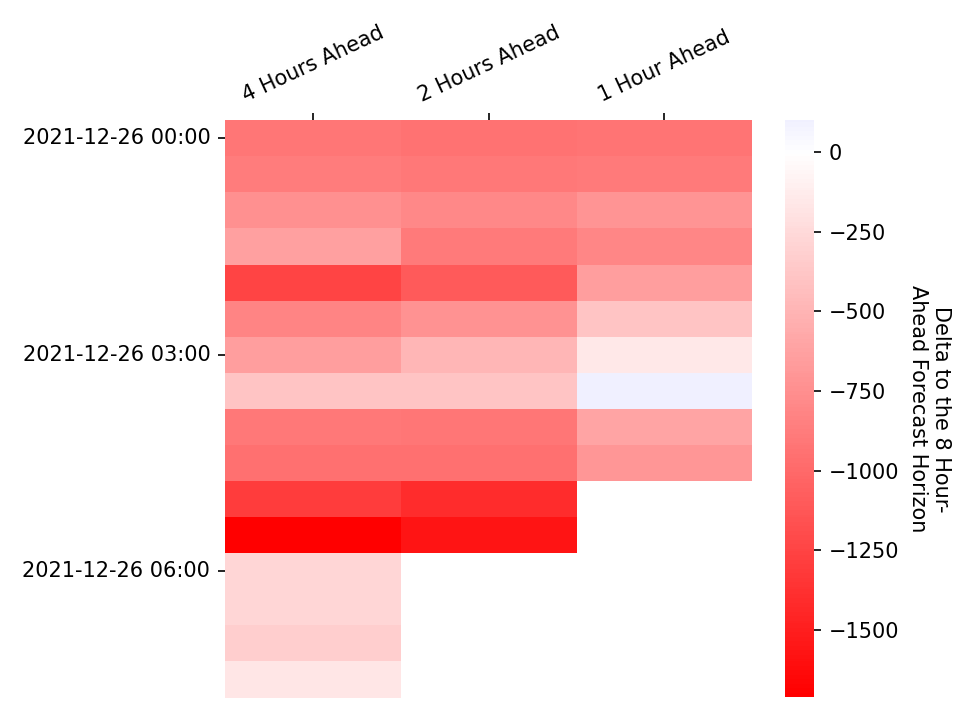 4 Hours Ahead
2 Hours Ahead
1 Hour Ahead
2021-12-26 00:00
2021-12-26 03:00
2021-12-26 06:00
0
−250
−500
−750
−1000
−1250
−1500
Delta to the 8 Hour-
Ahead Forecast Horizon